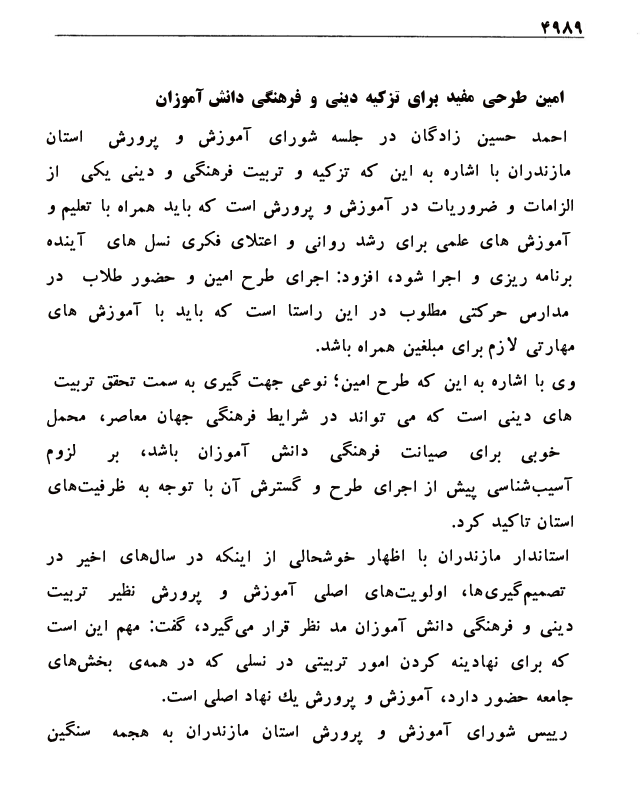 ۴۹۸۹
امین طرحی مفید برای تزکیه دینی و فرهنگی دانش آموزان
احمد حسین زادگان در جلسه شورای آموزش و پرورش استان
مازندران با اشاره به این که تزکیه و تربیت فرهنگی و دینی یکی از
الزامات و ضروریات در آموزش و پرورش است که باید همراه با تعلیم و
آموزش های علمی برای رشد روانی و اعتلای فکری نسل های آینده
برنامه ریزی و اجرا شود، افزود: اجرای طرح امین و حضور طلاب در
مدارس حرکتی مطلوب در این راستا است که باید با آموزش های
مهارتی لازم برای مبلغین همراه باشد.
وی با اشاره به این که طرح امین؛ نوعی جهت گیری به سمت تحقق تربیت
های دینی است که می تواند در شرایط فرهنگی جهان معاصر، محمل
خوبی برای صیانت فرهنگی دانش آموزان باشد، بر لزوم
آسیب‌شناسی پیش از اجرای طرح و گسترش آن با توجه به ظرفیت‌های
استان تاکید کرد.
استاندار مازندران با اظهار خوشحالی از اینکه در سال‌های اخیر در
تصمیم‌گیری‌ها، اولویت‌های اصلی آموزش و پرورش نظیر تربیت
دینی و فرهنگی دانش آموزان مد نظر قرار می‌گیرد، گفت: مهم این است
که برای نهادینه کردن امور تربیتی در نسلی که در همه‌ی بخش‌های
جامعه حضور دارد، آموزش و پرورش یك نهاد اصلی است.
رییس شورای آموزش و پرورش استان مازندران به هجمه سنگین